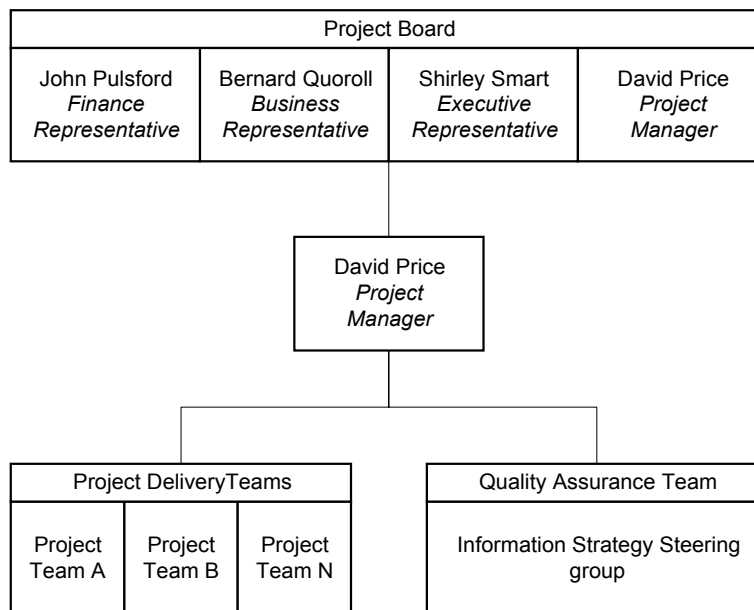 Project Board
John Pulsford
Finance
Representative
Bernard Quoroll
Business
Representative
Shirley Smart
Executive
Representative
David Price
Project
Manager
David Price
Project
Manager
Project DeliveryTeams
Project
Team A
Project
Team B
Project
Team N
Quality Assurance Team
Information Strategy Steering
group